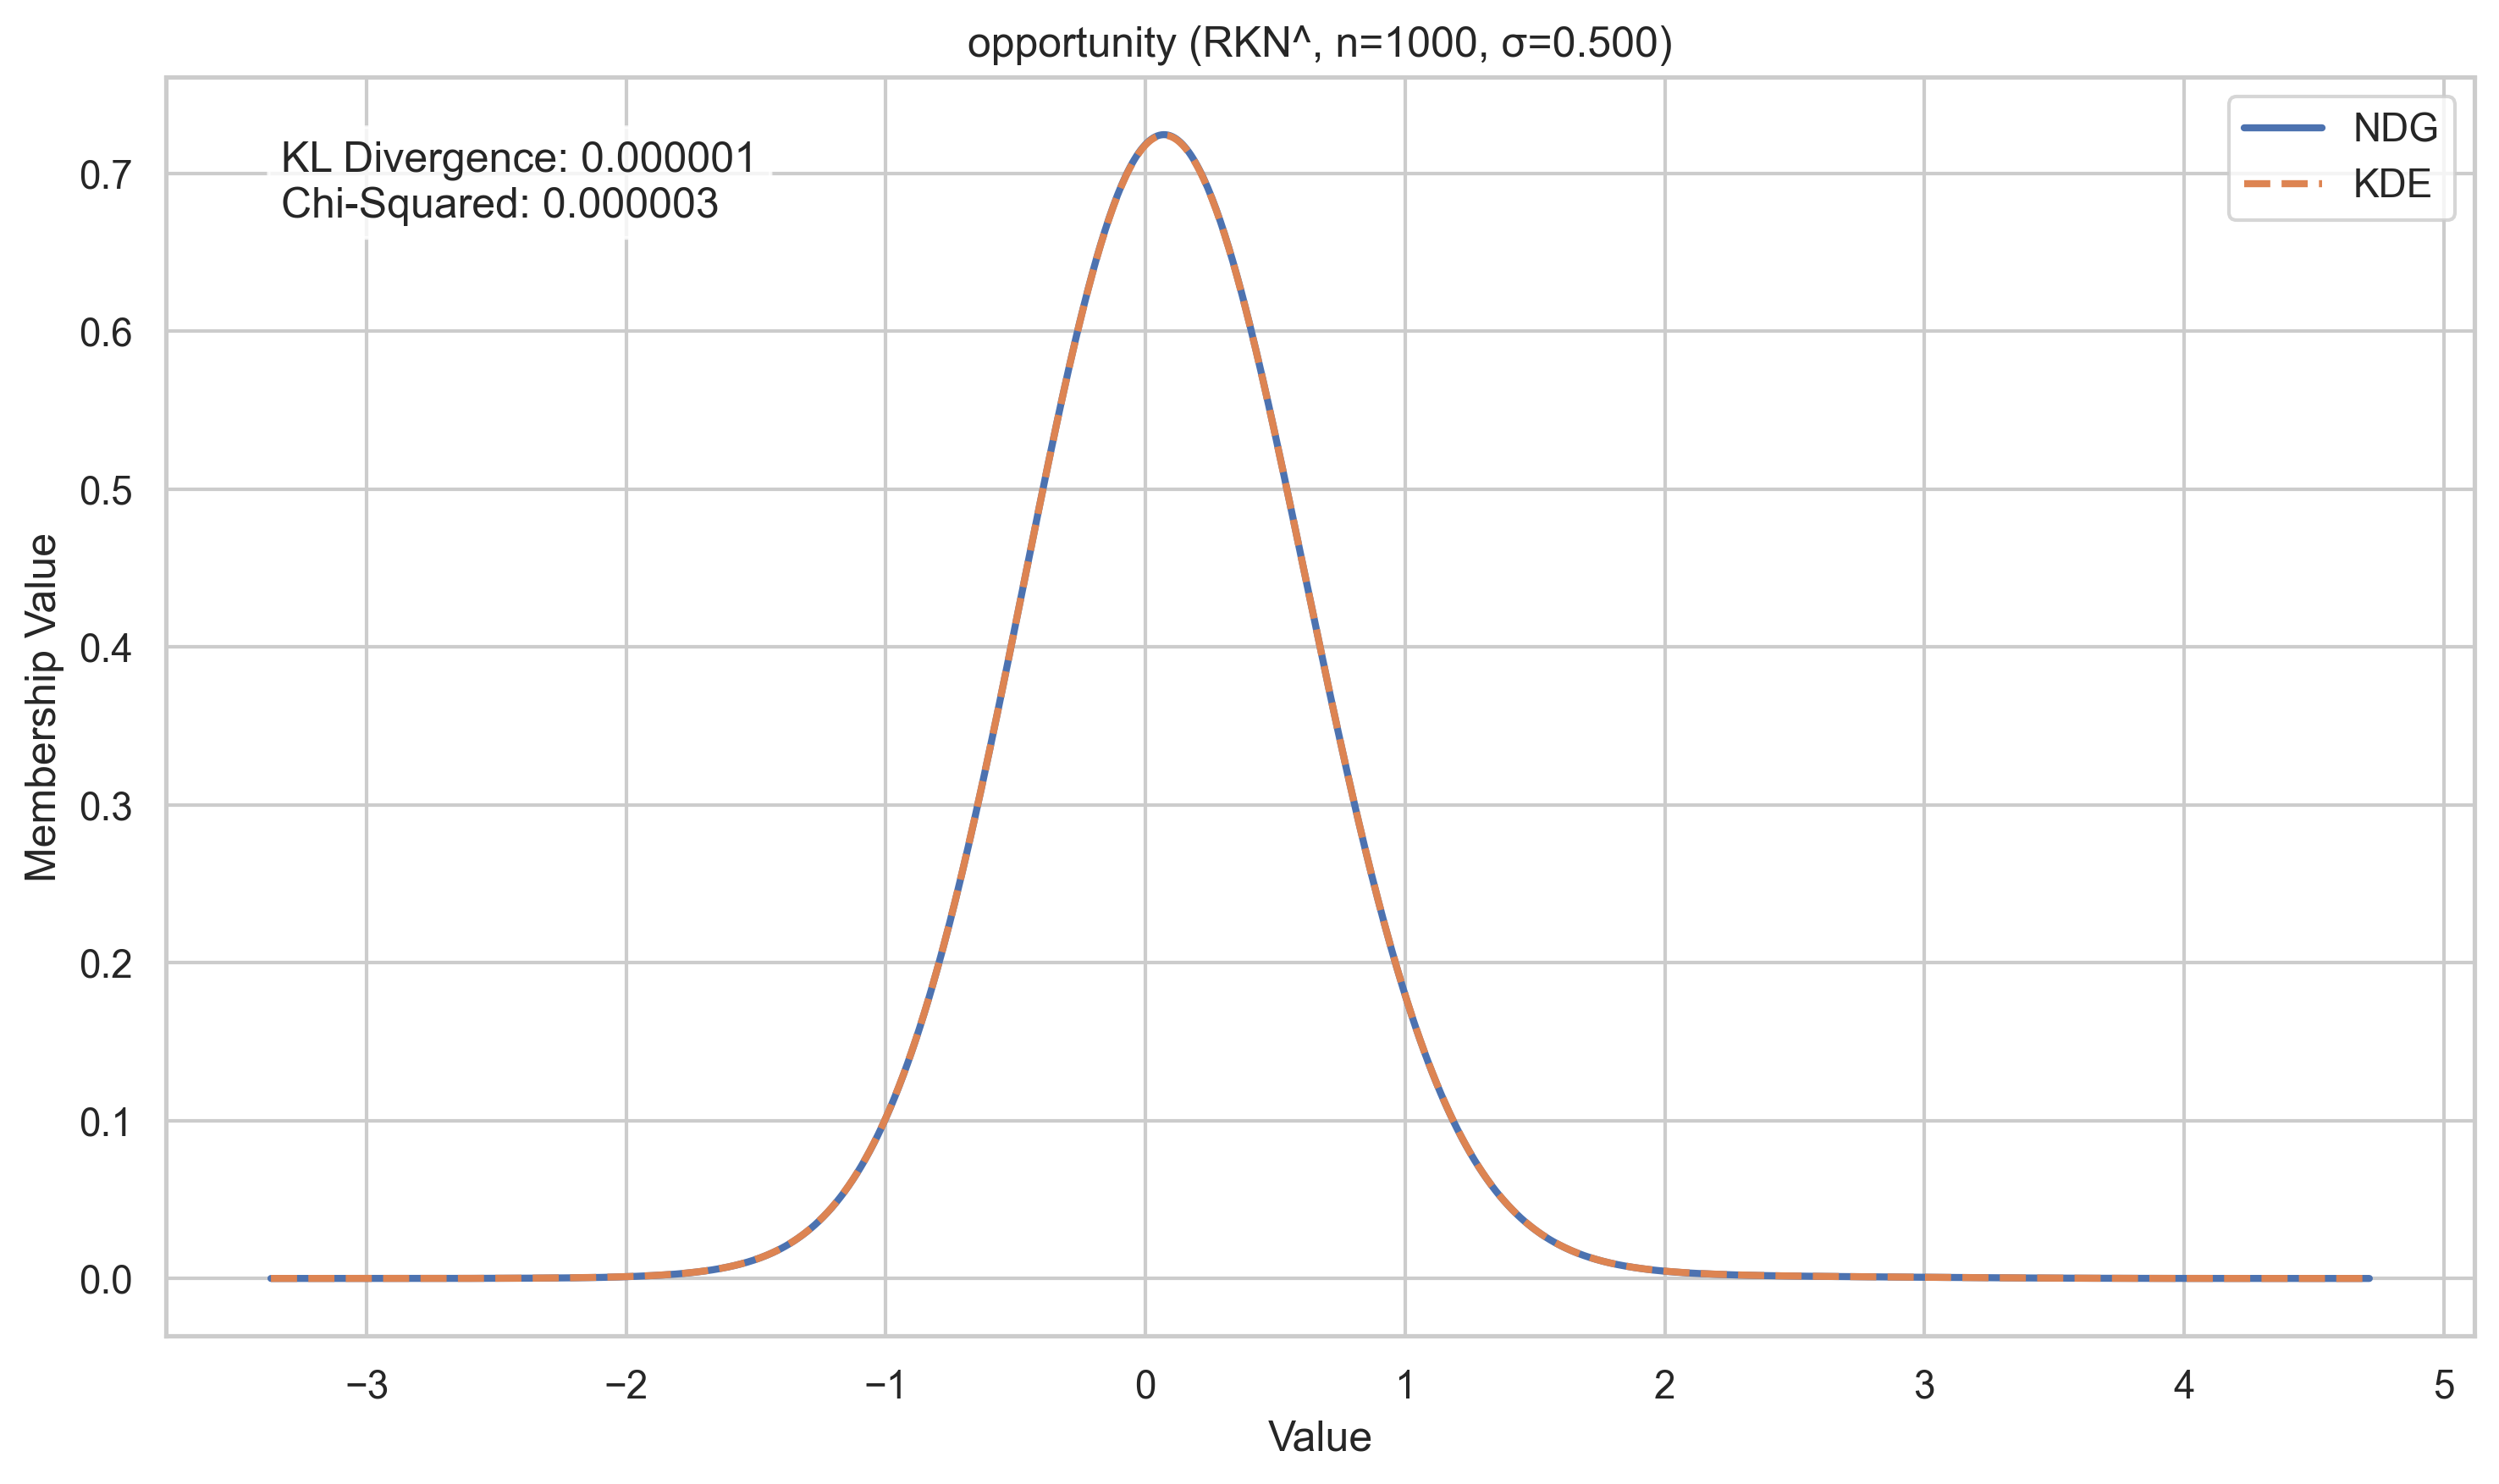 opportunity (RKN^, n=1000, σ=0.500)
KL Divergence: 0.000001
Chi-Squared: 0.000003
NDG
KDE
Membership Value
0.7
0.6
0.5
0.4
0.3
0.2
0.1
0.0
−3 −2 −1 0 1 2 3 4 5
Value